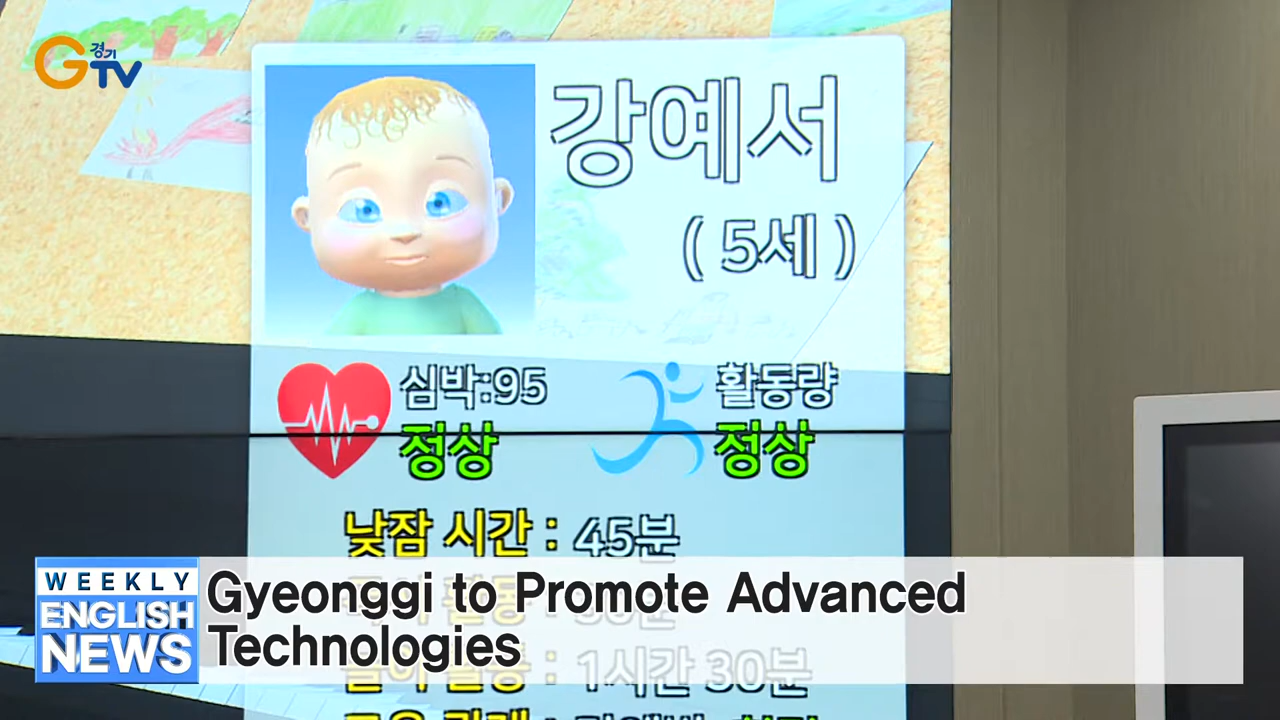 경기
GTV
강예서
( 5세 )
심박:95
정상
활동량
정상
낮잠 시간 : 45분
WEEKLY
ENGLISH
NEWS
Gyeonggi to Promote Advanced
Technologies
1시간 30분